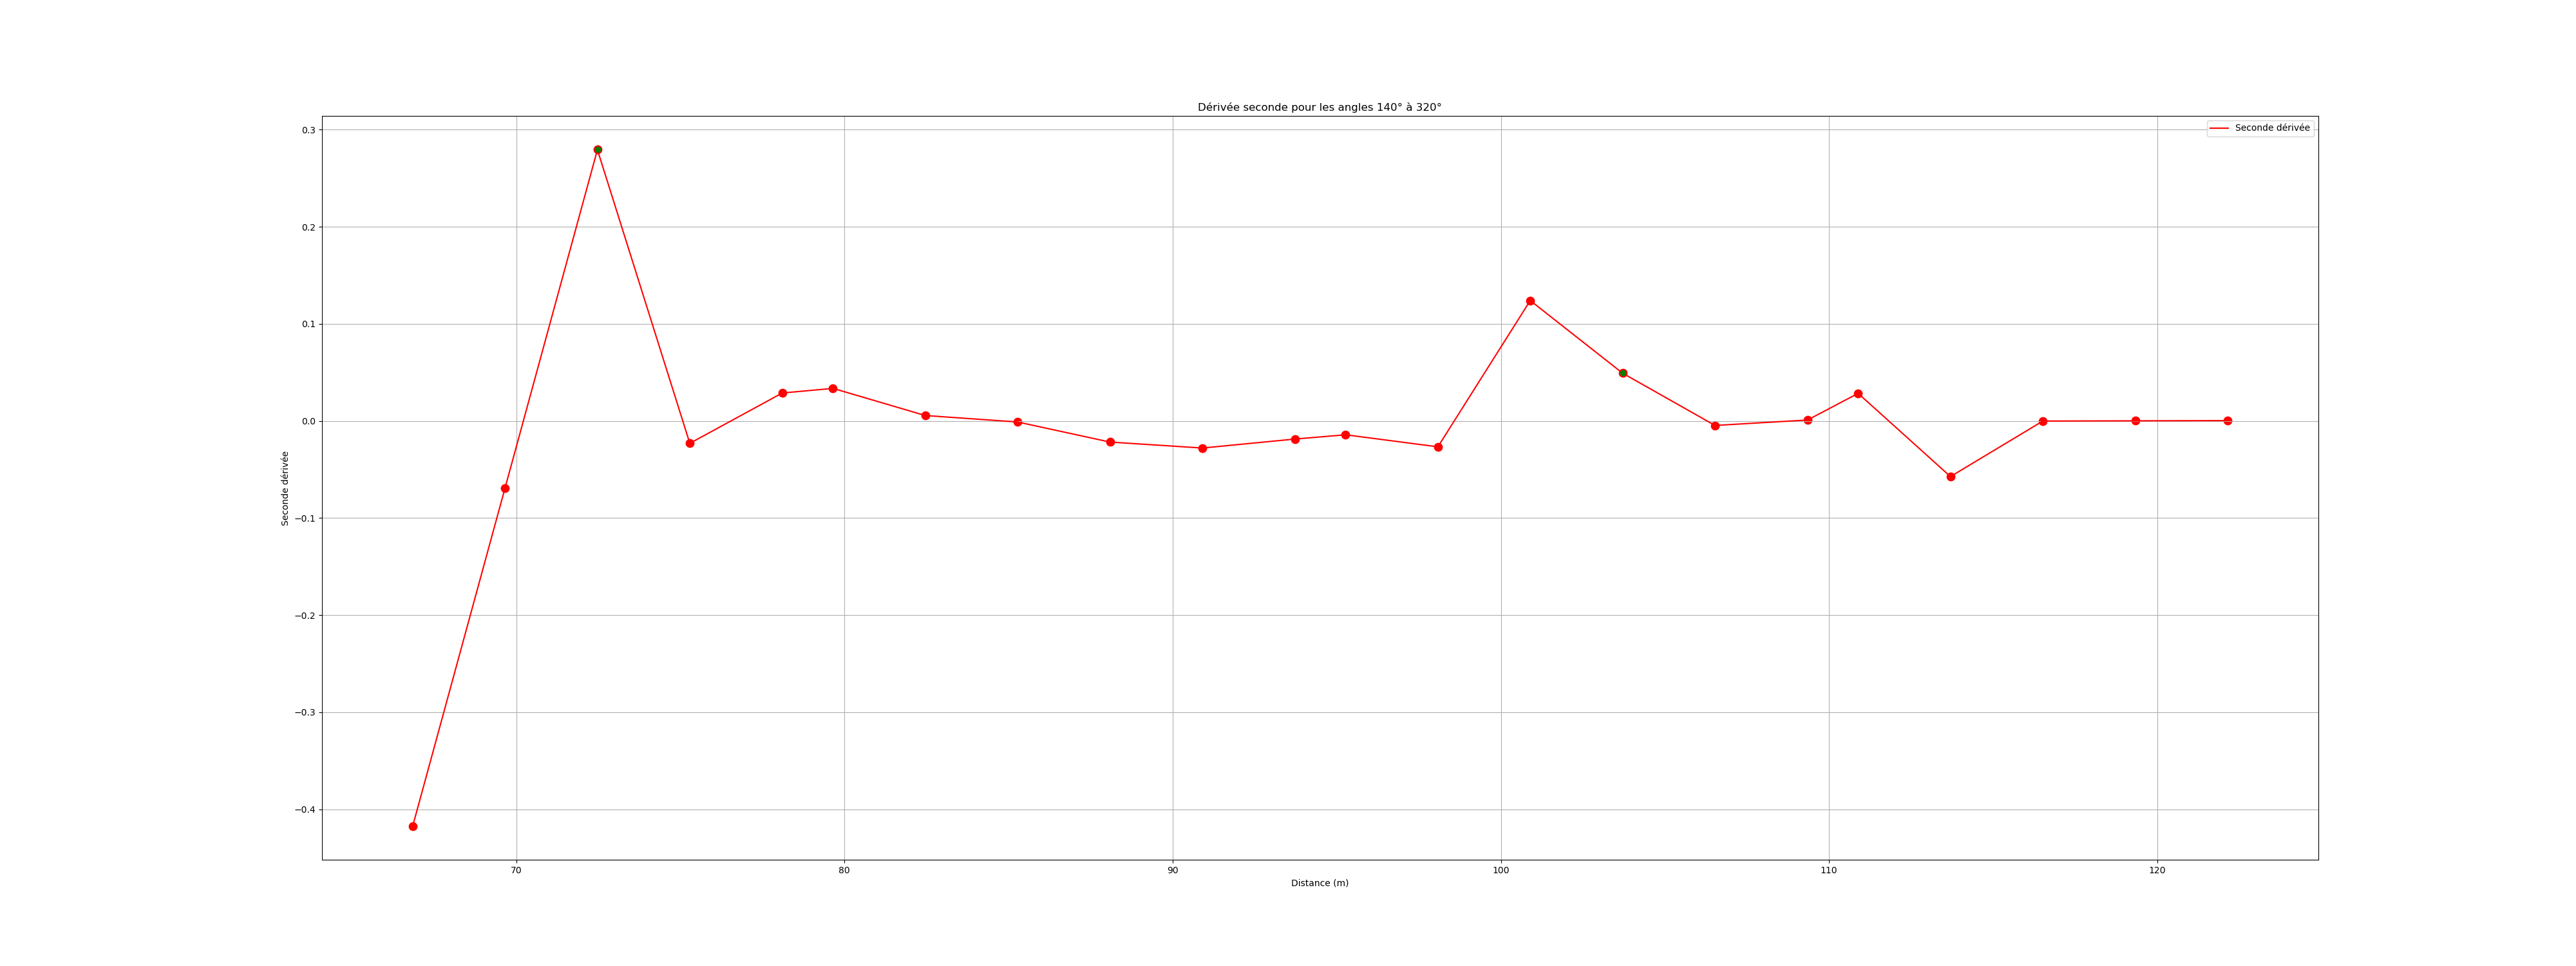 Dérivée seconde pour les angles 140° à 320°
Seconde dérivée
0.3
0.2
0.1
0.0
−0.1
−0.2
−0.3
−0.4
Seconde dérivée
70 80 90 100 110 120
Distance (m)